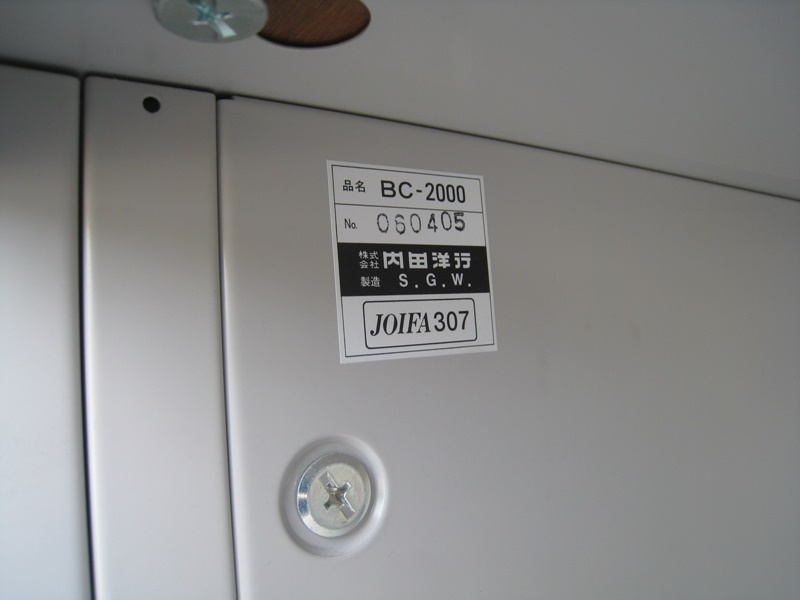 品名 BC-2000
No. 060405
株式会社 内田洋行
製造 S.G.W.
JOIFA307